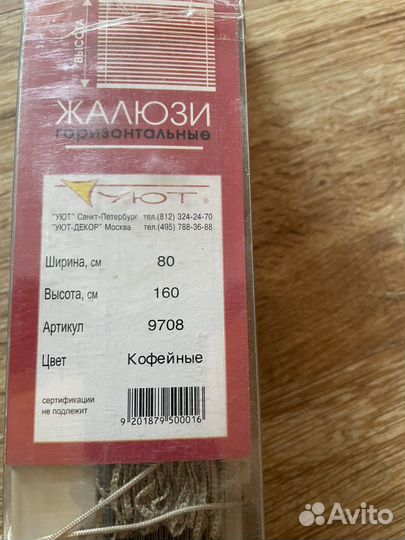 ВЫСОТА
ЖАЛЮЗИ
горизонтальные
УЮТ®
"УЮТ" Санкт-Петербург тел.(812) 324-24-70
"УЮТ-ДЕКОР" Москва тел.(495) 788-36-88
Ширина, см 80
Высота, см 160
Артикул 9708
Цвет Кофейные
сертификации
не подлежит
9 201879 500016
Avito